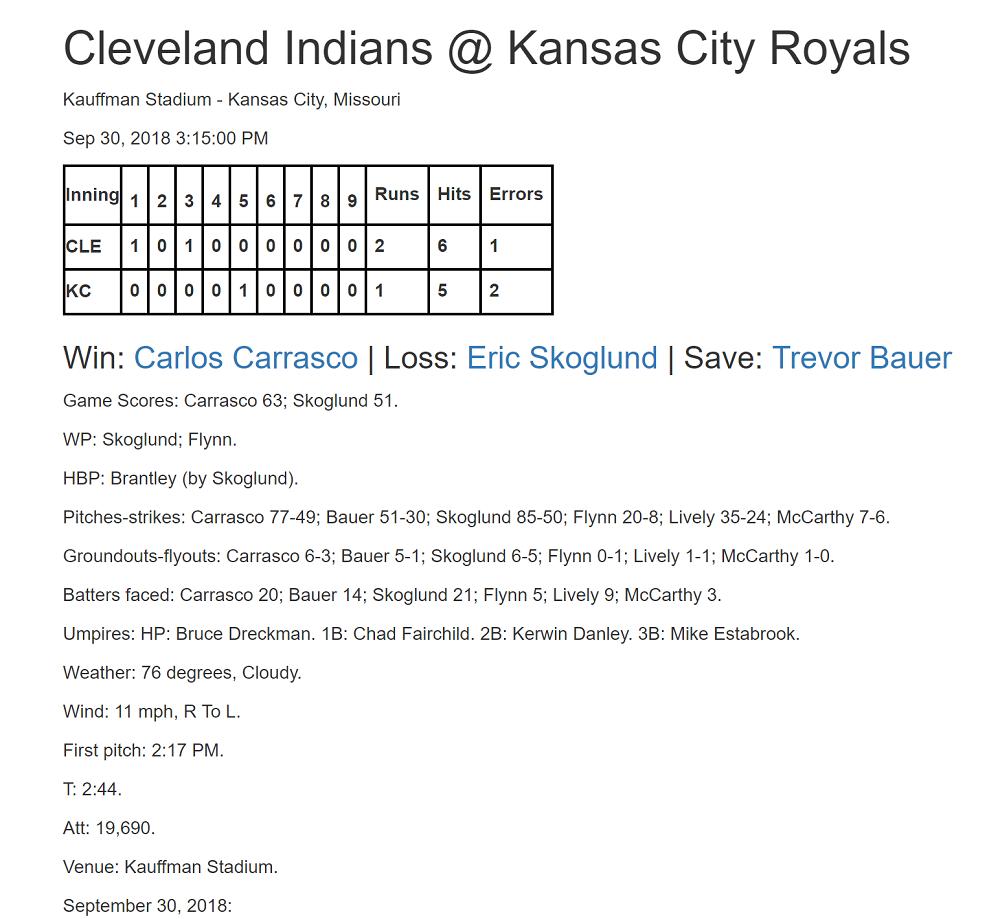 Cleveland Indians @ Kansas City Royals
Kauffman Stadium - Kansas City, Missouri
Sep 30, 2018 3:15:00 PM
Inning 1 2 3 4 5 6 7 8 9 Runs Hits Errors
CLE 1 0 1 0 0 0 0 0 0 2 6 1
KC 0 0 0 0 1 0 0 0 0 1 5 2
Win: Carlos Carrasco | Loss: Eric Skoglund | Save: Trevor Bauer
Game Scores: Carrasco 63; Skoglund 51.
WP: Skoglund; Flynn.
HBP: Brantley (by Skoglund).
Pitches-strikes: Carrasco 77-49; Bauer 51-30; Skoglund 85-50; Flynn 20-8; Lively 35-24; McCarthy 7-6.
Groundouts-flyouts: Carrasco 6-3; Bauer 5-1; Skoglund 6-5; Flynn 0-1; Lively 1-1; McCarthy 1-0.
Batters faced: Carrasco 20; Bauer 14; Skoglund 21; Flynn 5; Lively 9; McCarthy 3.
Umpires: HP: Bruce Dreckman. 1B: Chad Fairchild. 2B: Kerwin Danley. 3B: Mike Estabrook.
Weather: 76 degrees, Cloudy.
Wind: 11 mph, R To L.
First pitch: 2:17 PM.
T: 2:44.
Att: 19,690.
Venue: Kauffman Stadium.
September 30, 2018: